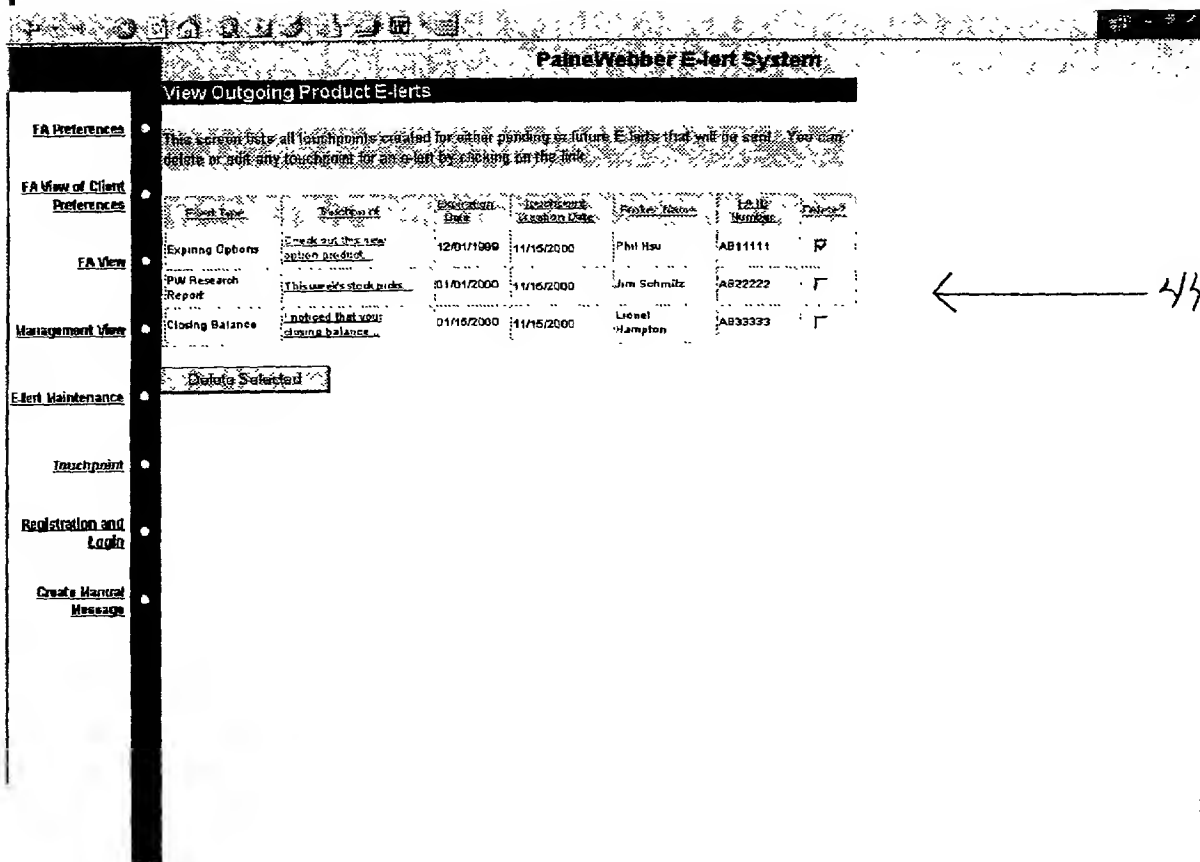 PaineWebber E-lert System
View Outgoing Product E-lerts
This screen lists all touchpoints created for either pending or future E-lerts that will be sent. You can
delete or edit any touchpoint for an e-lert by clicking on the link.
FA Preferences
FA View of Client
Preferences
FA View
Management View
E-lert Maintenance
Touchpoint
Registration and
Login
Create Manual
Message
Event Type Touchpoint Expiration Date Touchpoint Creation Date Broker Name FA ID Number Delete?
Expiring Options Check out this new option product. 12/01/1999 11/15/2000 Phil Hsu AB11111
PW Research Report This week's stock picks... 01/01/2000 11/15/2000 Jim Schmitz AB22222
Closing Balance I noticed that your closing balance... 01/15/2000 11/15/2000 Lionel Hampton AB33333
Delete Selected